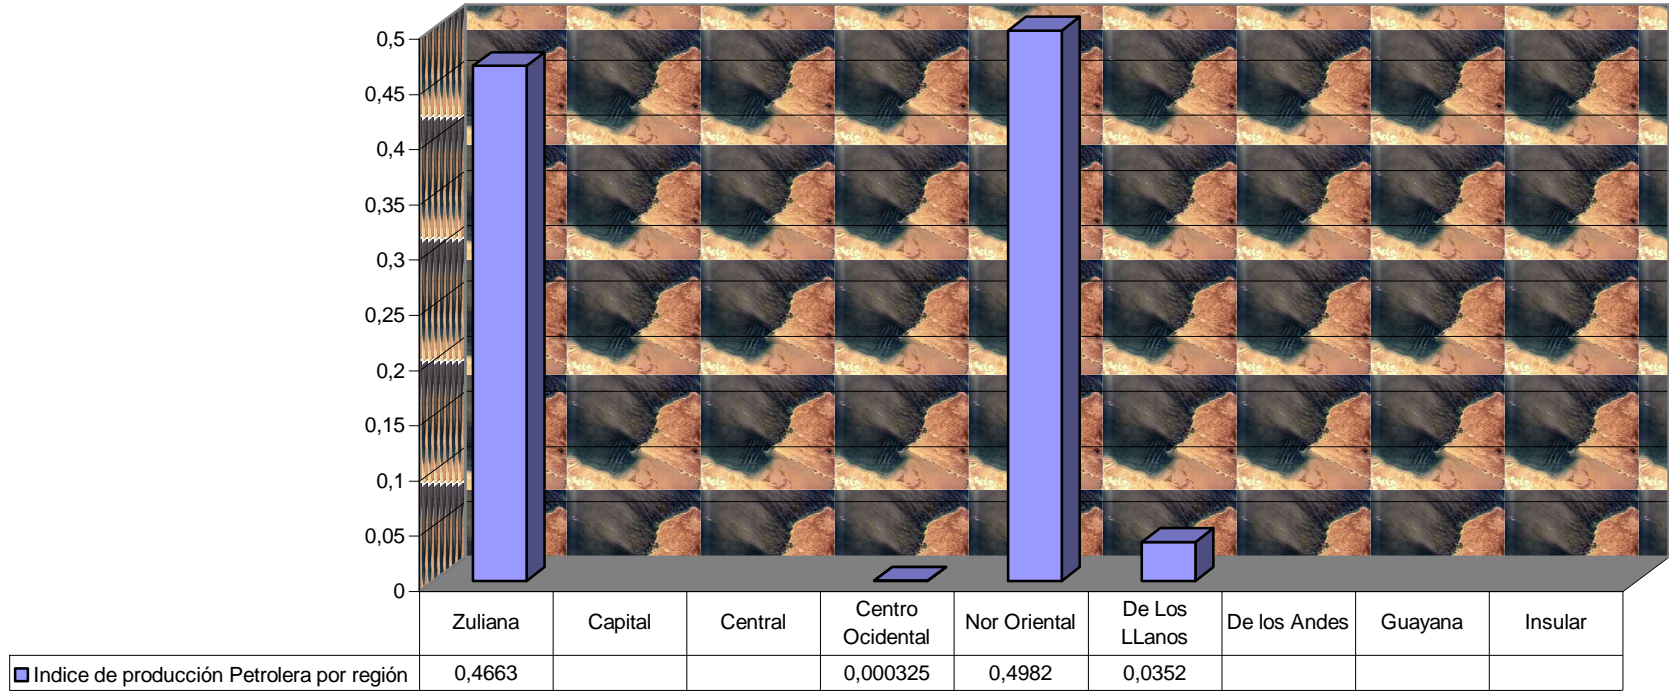 0,5
0,45
0,4
0,35
0,3
0,25
0,2
0,15
0,1
0,05
0
Zuliana
Capital
Central
Centro
Ocidental
Nor Oriental
De Los
LLanos
De los Andes
Guayana
Insular
Indice de producción Petrolera por región
0,4663
0,000325
0,4982
0,0352